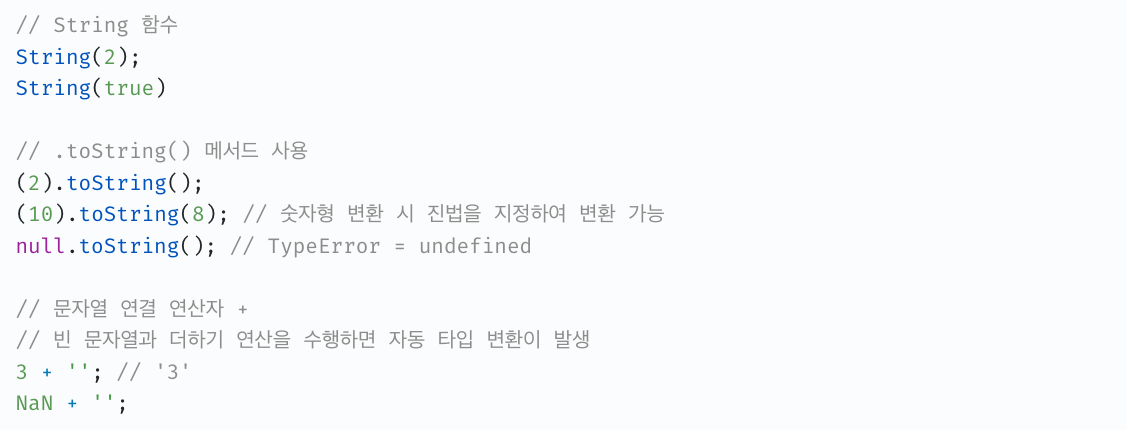 // String 함수
String(2);
String(true)
// .toString() 메서드 사용
(2).toString();
(10).toString(8); // 숫자형 변환 시 진법을 지정하여 변환 가능
null.toString(); // TypeError = undefined
// 문자열 연결 연산자 +
// 빈 문자열과 더하기 연산을 수행하면 자동 타입 변환이 발생
3 + ''; // '3'
NaN + '';